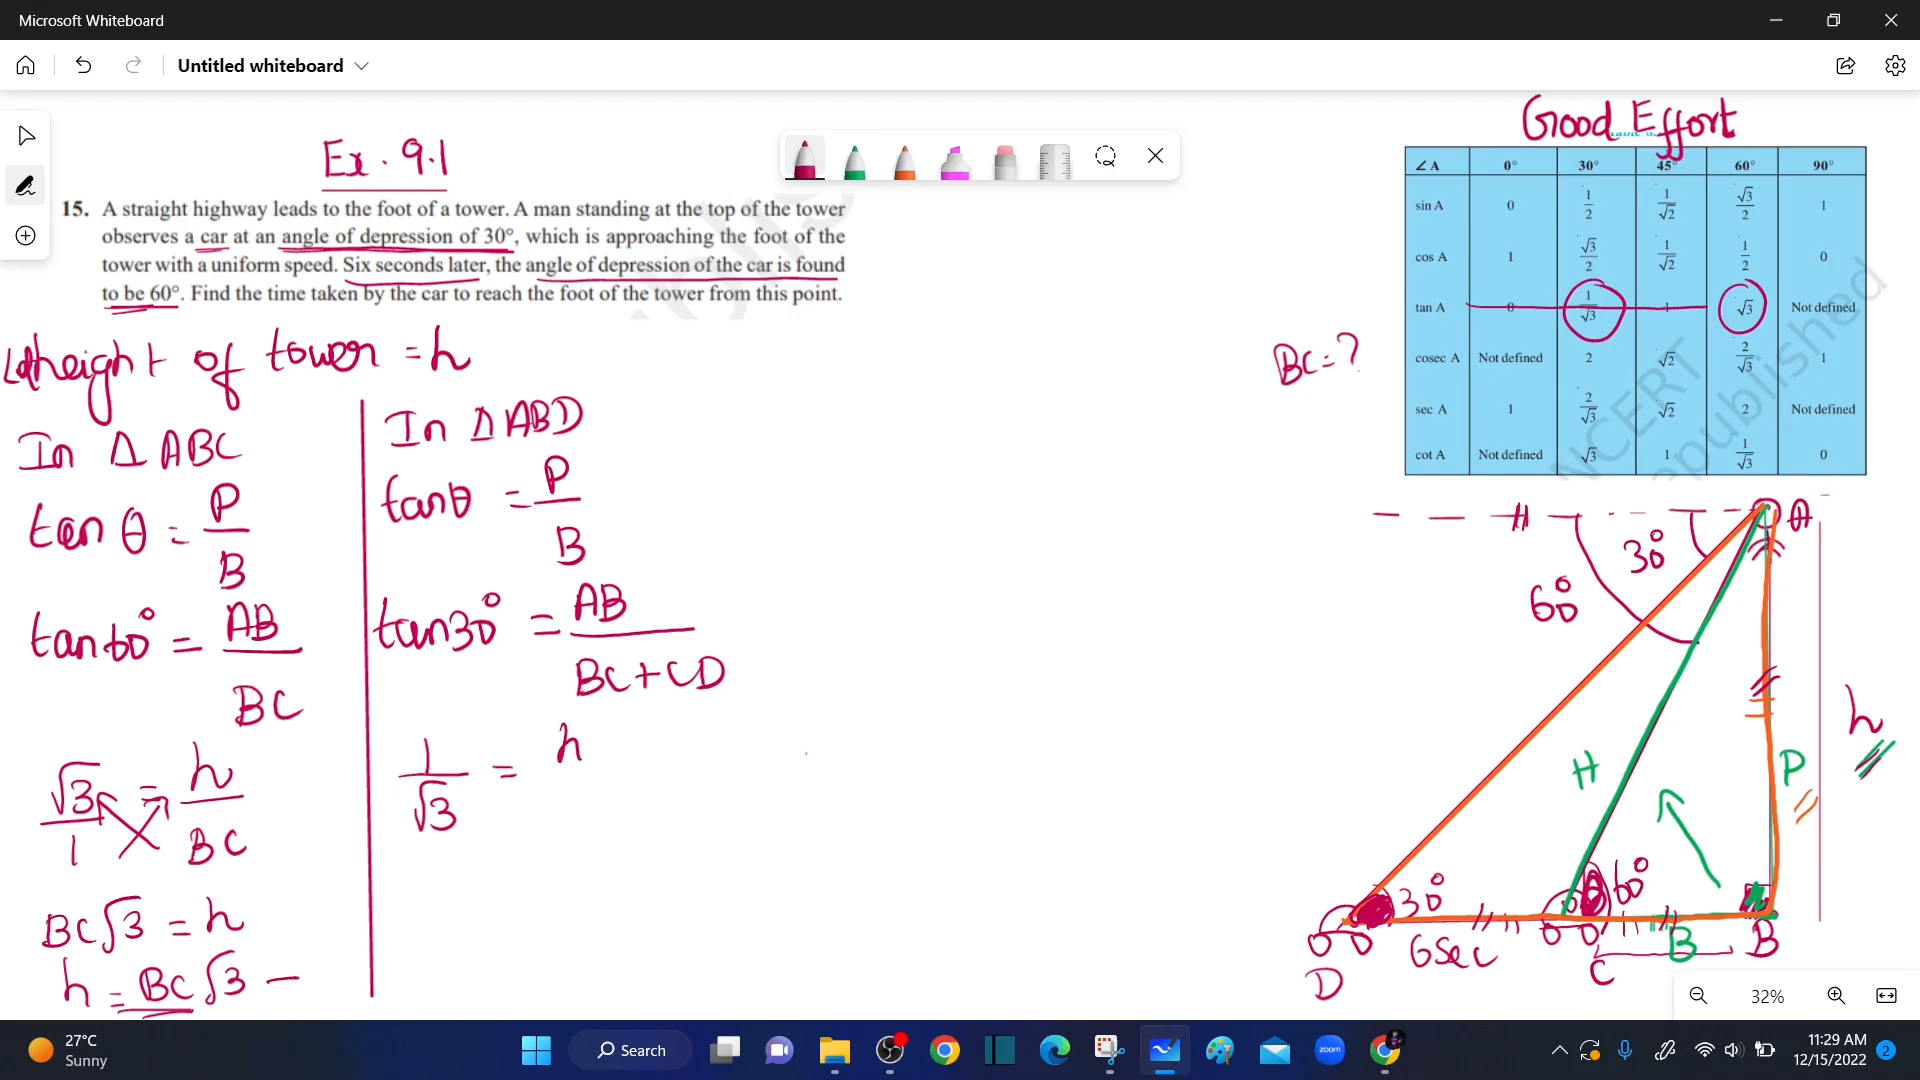 Microsoft Whiteboard
Untitled whiteboard
Ex. 9.1
15. A straight highway leads to the foot of a tower. A man standing at the top of the tower
observes a car at an angle of depression of 30°, which is approaching the foot of the
tower with a uniform speed. Six seconds later, the angle of depression of the car is found
to be 60°. Find the time taken by the car to reach the foot of the tower from this point.
height of tower = h
In Δ ABC
tan θ = P/B
tan 60° = AB/BC
√3/1 = h/BC
BC√3 = h
h = BC√3 –
In Δ ABD
tanθ = P/B
tan30° = AB/BC+CD
1/√3 = h
Good Effort
∠A 0° 30° 45° 60° 90°
sin A 0 1/2 1/√2 √3/2 1
cos A 1 √3/2 1/√2 1/2 0
tan A 0 1/√3 1 √3 Not defined
cosec A Not defined 2 √2 2/√3 1
sec A 1 2/√3 √2 2 Not defined
cot A Not defined √3 1 1/√3 0
NCERT
republished
BC = ?
H A
30°
60°
h
H P
30° 60°
6Sec B B
D C
32%
27°C
Sunny
Search
zoom
11:29 AM
12/15/2022
2